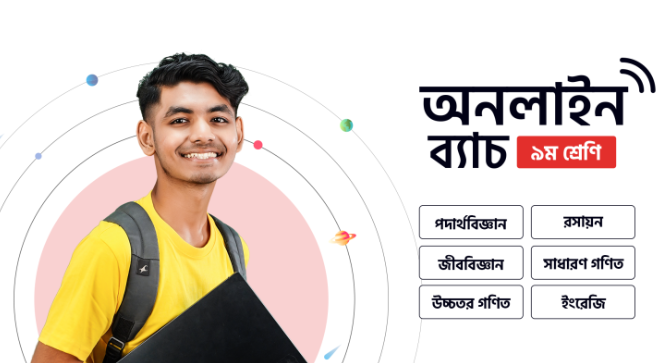 অনলাইন
ব্যাচ ৯ম শ্রেণি
পদার্থবিজ্ঞান রসায়ন
জীববিজ্ঞান সাধারণ গণিত
উচ্চতর গণিত ইংরেজি